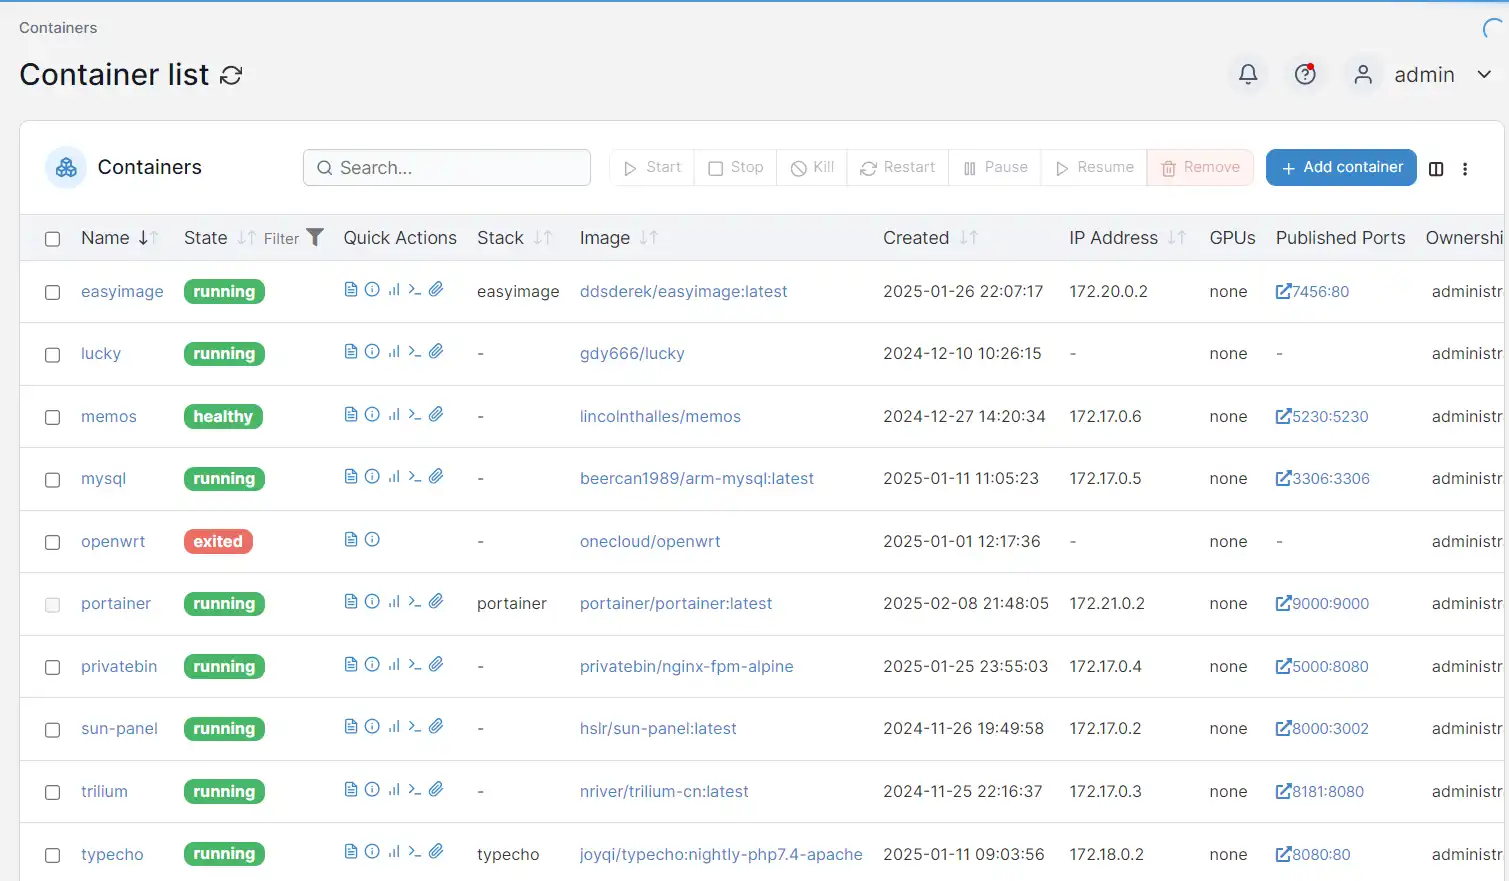 Containers
Container list
admin
Containers Search... Start Stop Kill Restart Pause Resume Remove + Add container
Name State Filter Quick Actions Stack Image Created IP Address GPUs Published Ports Ownershi
easyimage running easyimage ddsderek/easyimage:latest 2025-01-26 22:07:17 172.20.0.2 none 7456:80 administr
lucky running - gdy666/lucky 2024-12-10 10:26:15 - none - administr
memos healthy - lincolnthalles/memos 2024-12-27 14:20:34 172.17.0.6 none 5230:5230 administr
mysql running - beercan1989/arm-mysql:latest 2025-01-11 11:05:23 172.17.0.5 none 3306:3306 administr
openwrt exited - onecloud/openwrt 2025-01-01 12:17:36 - none - administr
portainer running portainer portainer/portainer:latest 2025-02-08 21:48:05 172.21.0.2 none 9000:9000 administr
privatebin running - privatebin/nginx-fpm-alpine 2025-01-25 23:55:03 172.17.0.4 none 5000:8080 administr
sun-panel running - hslr/sun-panel:latest 2024-11-26 19:49:58 172.17.0.2 none 8000:3002 administr
trilium running - nriver/trilium-cn:latest 2024-11-25 22:16:37 172.17.0.3 none 8181:8080 administr
typecho running typecho joyqi/typecho:nightly-php7.4-apache 2025-01-11 09:03:56 172.18.0.2 none 8080:80 administr